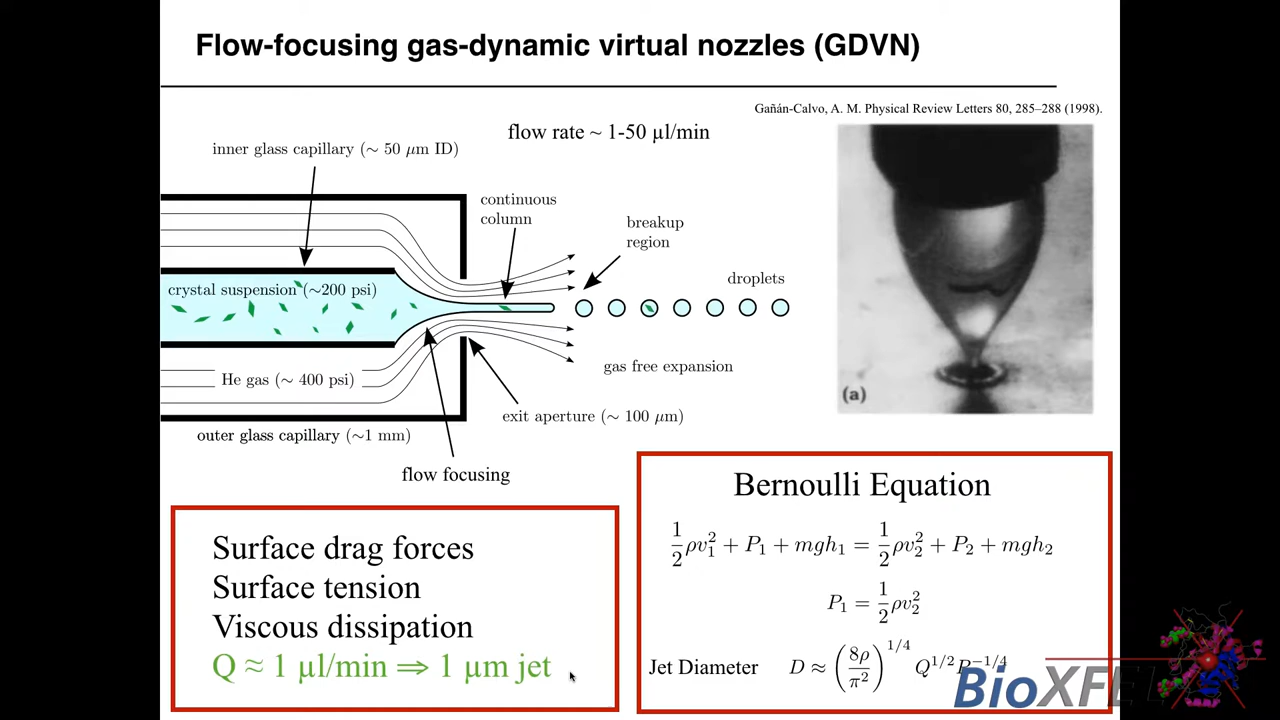 Flow-focusing gas-dynamic virtual nozzles (GDVN)
Gañán-Calvo, A. M. Physical Review Letters 80, 285–288 (1998).
flow rate ~ 1-50 µl/min
inner glass capillary (∼ 50 µm ID)
continuous
column
breakup
region
droplets
crystal suspension (∼200 psi)
gas free expansion
He gas (∼ 400 psi)
(a)
exit aperture (∼ 100 µm)
outer glass capillary (∼1 mm)
flow focusing
Surface drag forces
Surface tension
Viscous dissipation
Q ≈ 1 µl/min ⟹ 1 µm jet
Bernoulli Equation
1/2 ρv₁² + P₁ + mgh₁ = 1/2 ρv₂² + P₂ + mgh₂
P₁ = 1/2 ρv₂²
Jet Diameter D ≈ (8ρ/π²)^1/4 Q^1/2 P^−1/4
BioXFEL